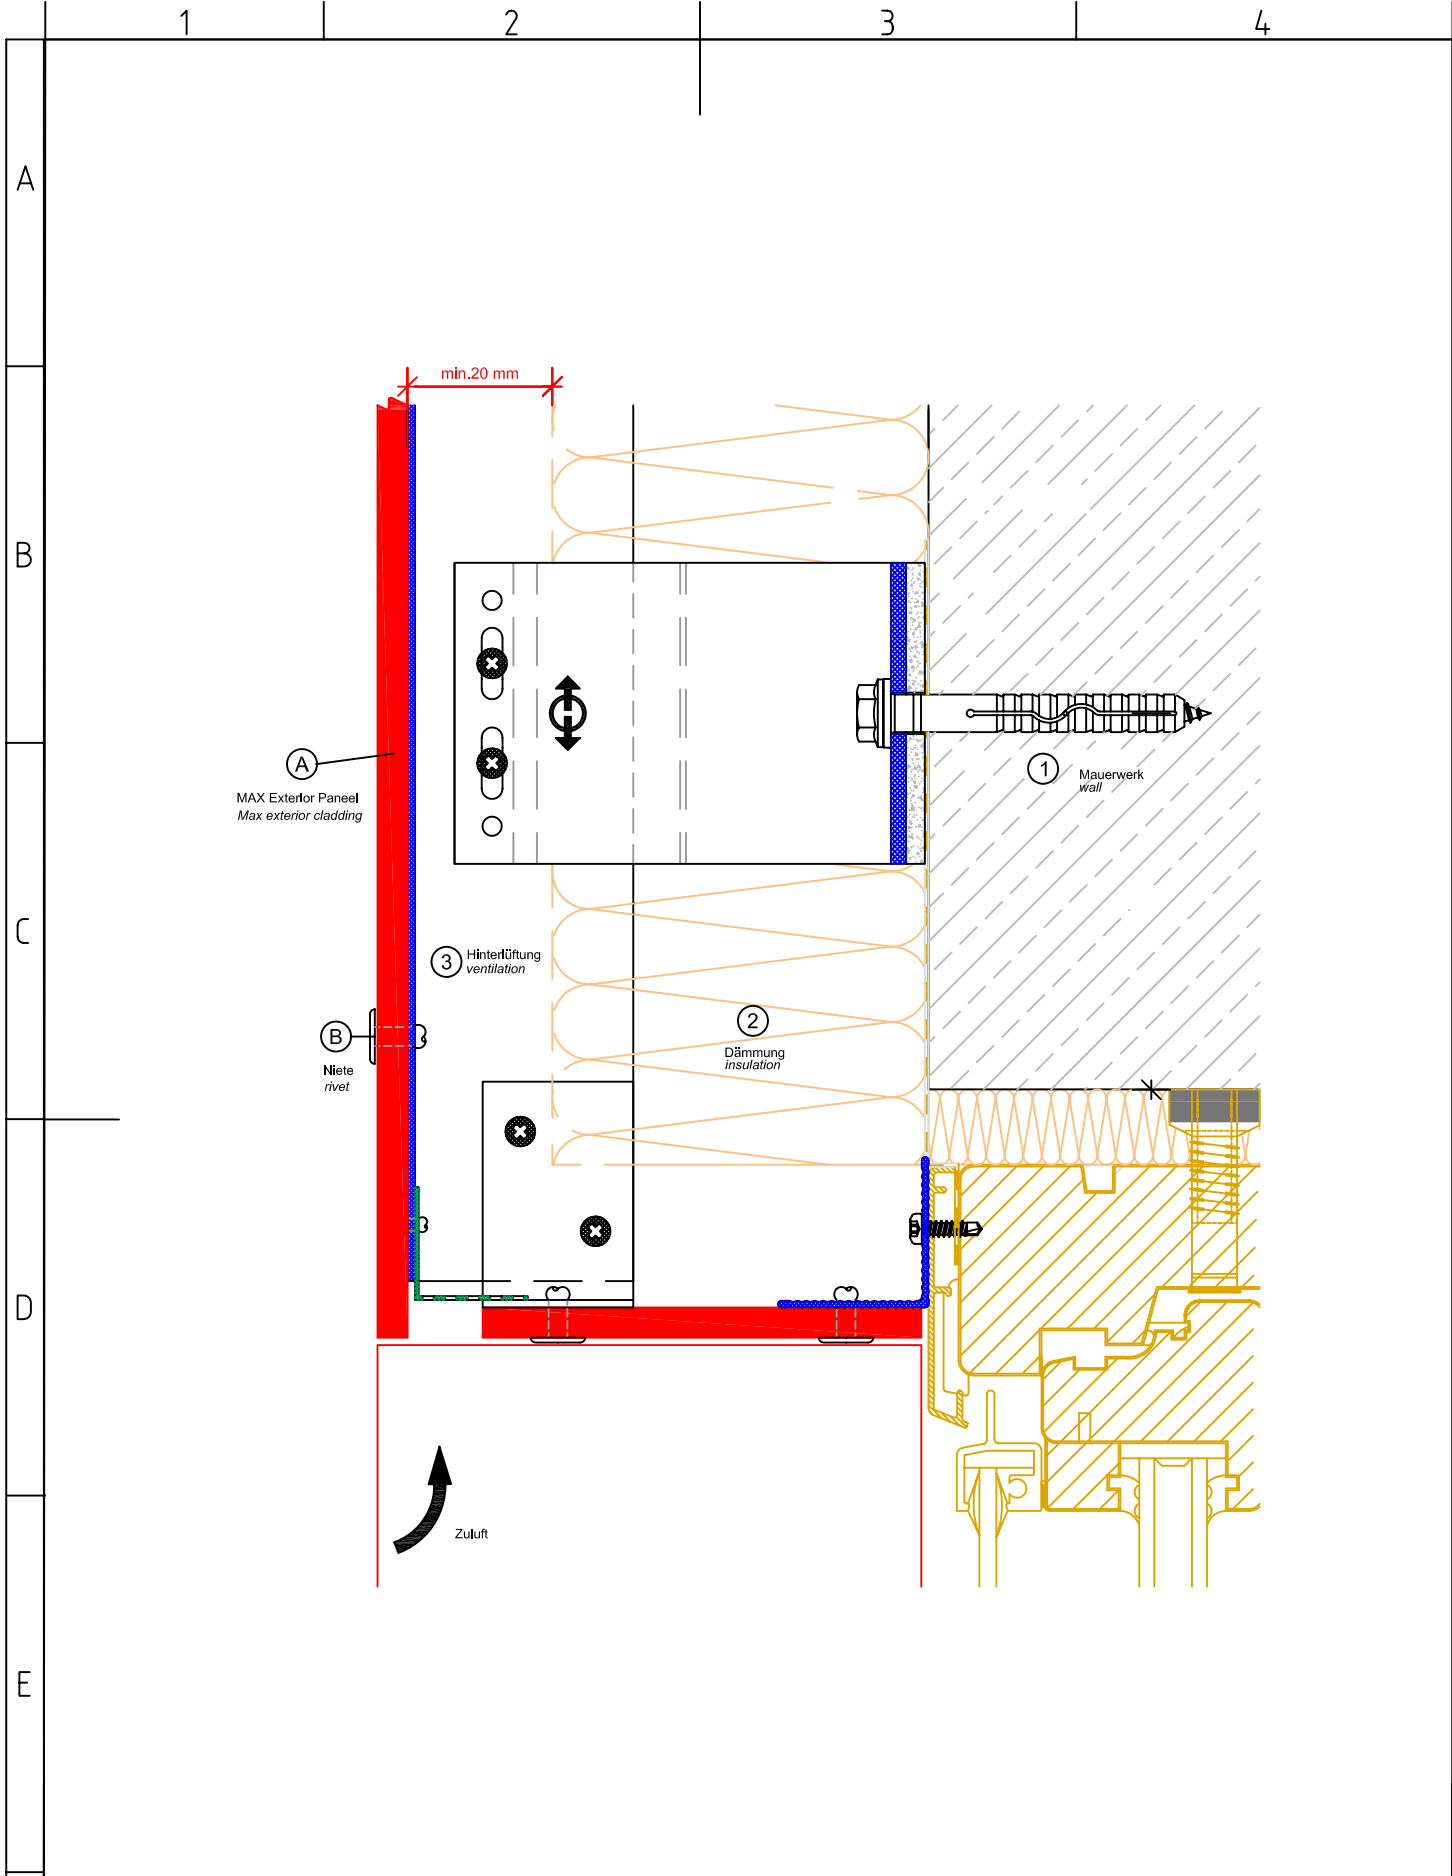 1 2 3 4
A
min.20 mm
B
A
MAX Exterior Paneel
Max exterior cladding
1
Mauerwerk
wall
C
3
Hinterlüftung
ventilation
2
Dämmung
insulation
B
Niete
rivet
D
Zuluft
E